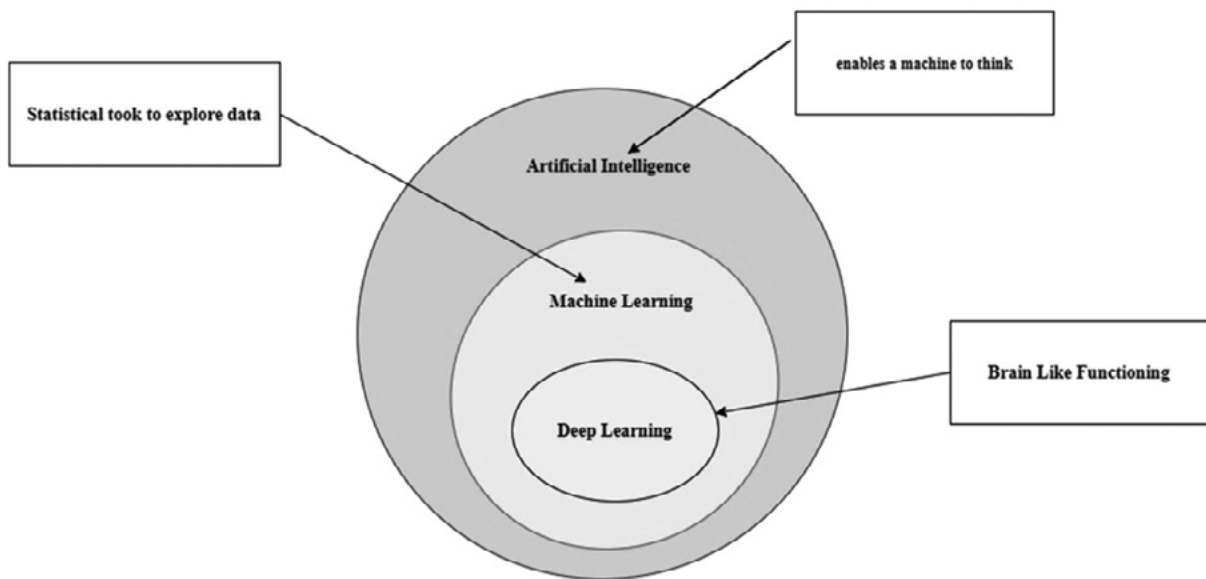 enables a machine to think
Statistical took to explore data
Artificial Intelligence
Machine Learning
Brain Like Functioning
Deep Learning